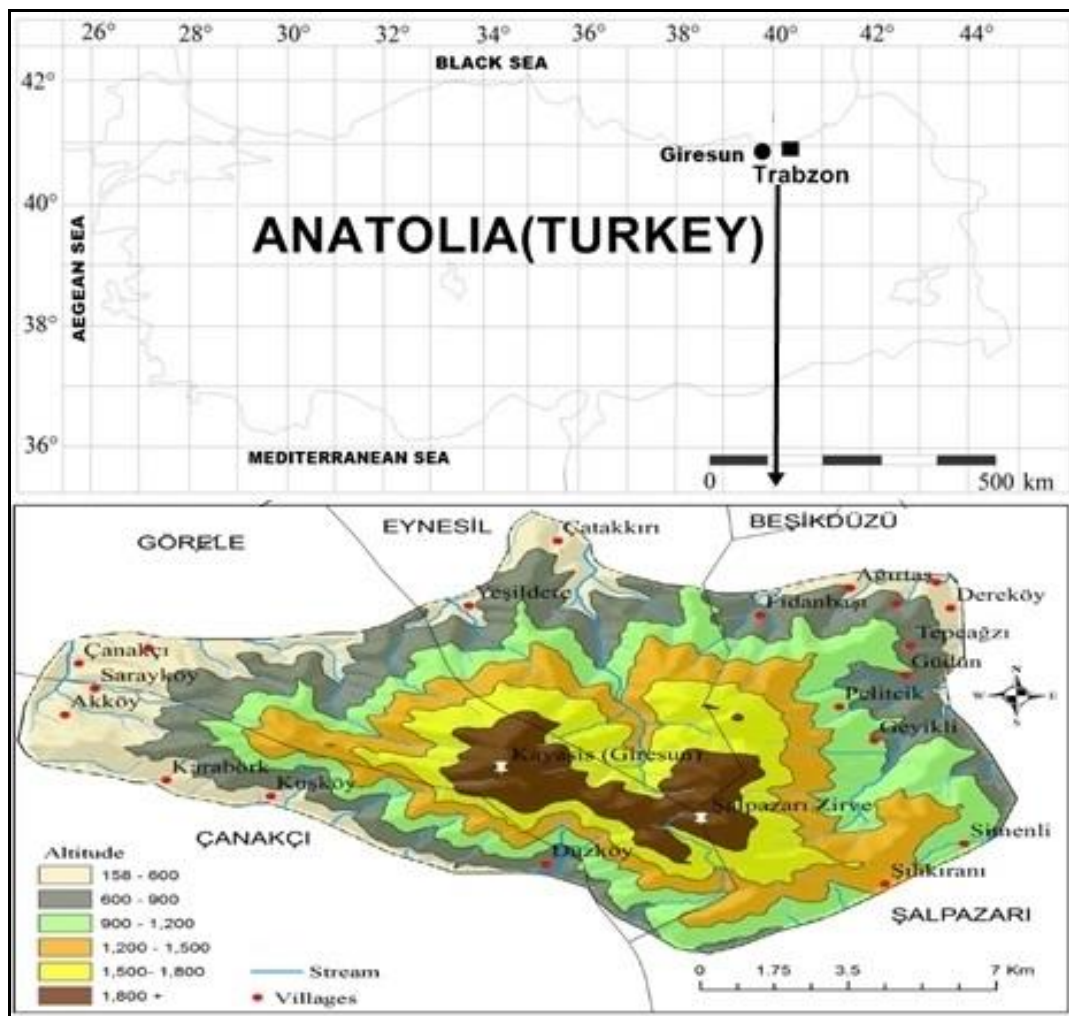 26° 28° 30° 32° 34° 36° 38° 40° 42° 44°
BLACK SEA
42°
Giresun
Trabzon
40°
ANATOLIA(TURKEY)
AEGEAN SEA
38°
36°
MEDITERRANEAN SEA
0 500 km
GÖRELE
EYNESİL
BEŞİKDÜZÜ
Çatakkırı
Yeşildere
Ağırtaş
Fidanbaşı
Dereköy
Tepeağzı
Güdün
Çanakçı
Sarayköy
Akköy
Pelitcik
Geyikli
N
W E
S
Kayaşis (Giresun)
Karabörk
Kuşköy
Şalpazarı Zirve
ÇANAKÇI
Düzköy
Simenli
Şılıkıranı
ŞALPAZARI
Altitude
158 - 600
600 - 900
900 - 1,200
1,200 - 1,500
1,500- 1,800
1,800 +
Stream
Villages
0 1.75 3.5 7 Km